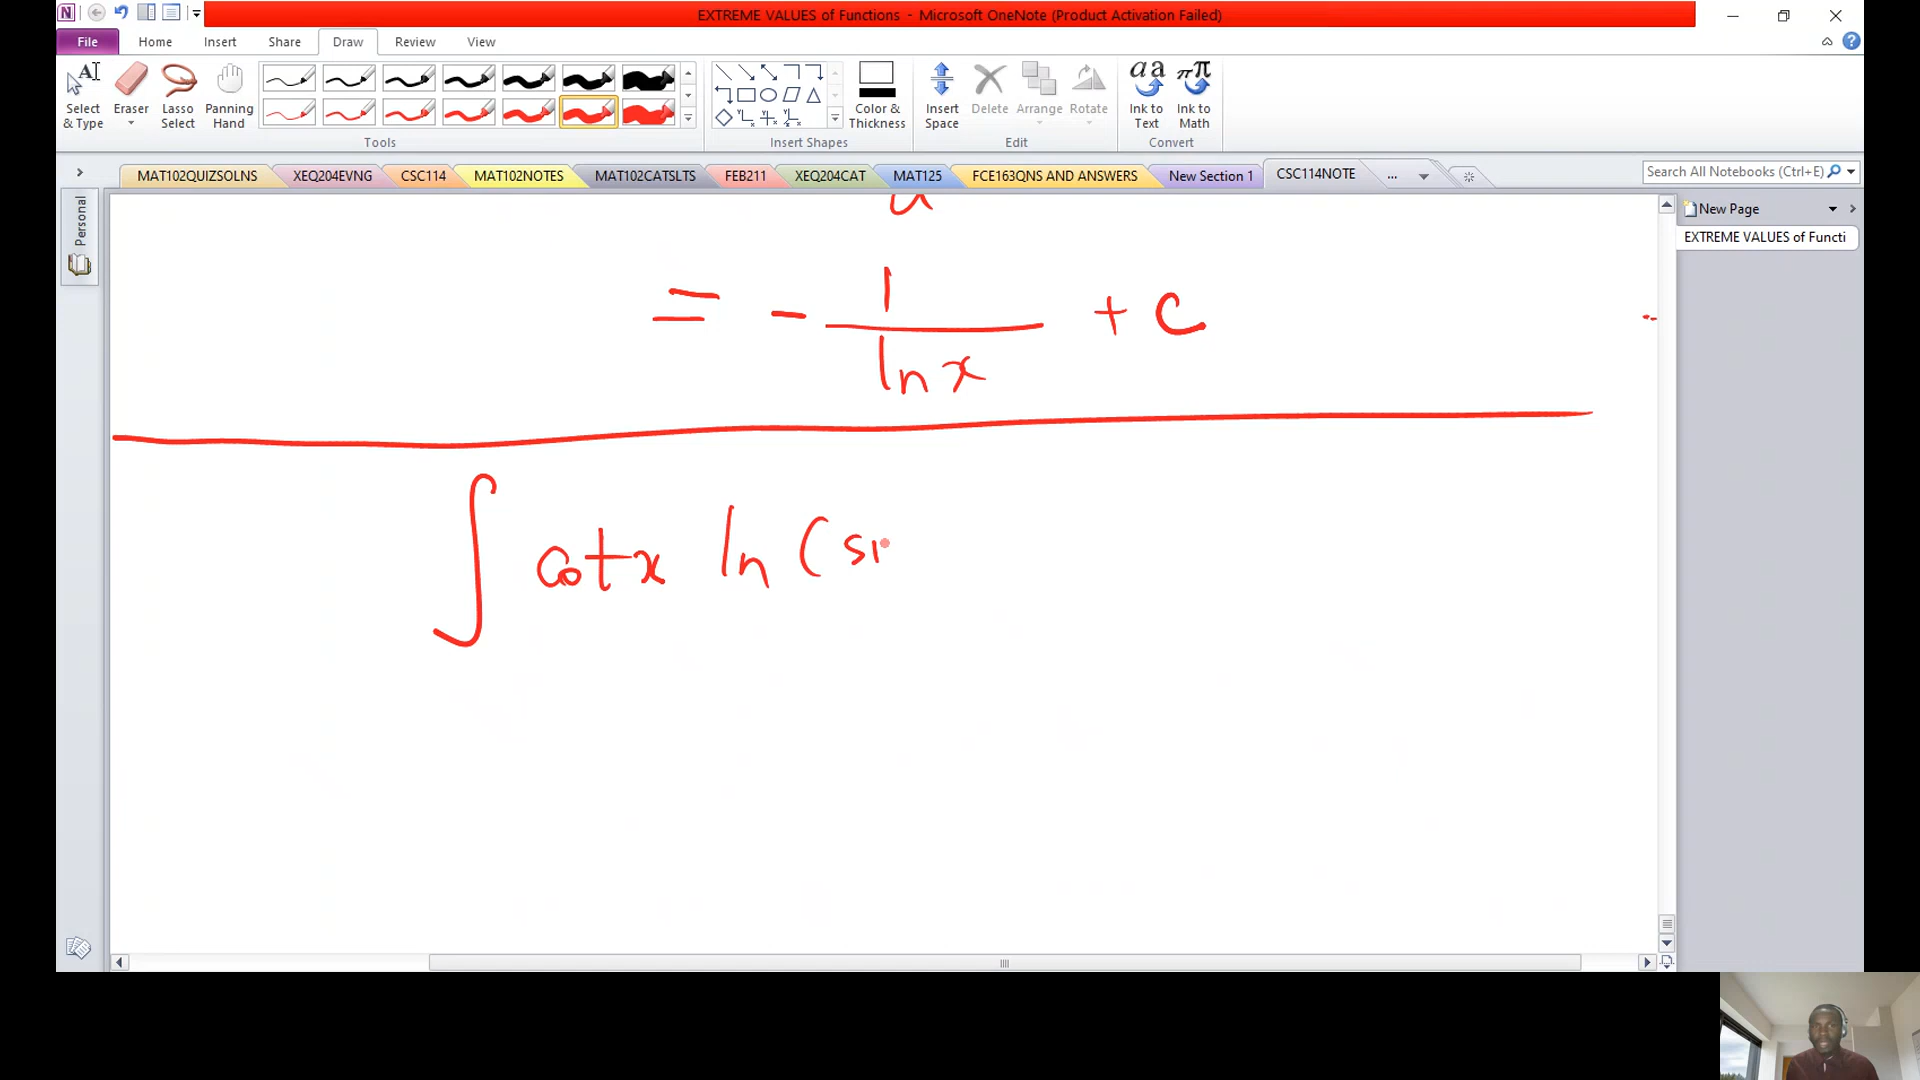 EXTREME VALUES of Functions - Microsoft OneNote (Product Activation Failed)
File Home Insert Share Draw Review View
Select & Type
Eraser
Lasso Select
Panning Hand
Color & Thickness
Insert Space
Delete
Arrange
Rotate
Ink to Text
Ink to Math
Tools Insert Shapes Edit Convert
MAT102QUIZSOLNS XEQ204EVNG CSC114 MAT102NOTES MAT102CATSLTS FEB211 XEQ204CAT MAT125 FCE163QNS AND ANSWERS New Section 1 CSC114NOTE ...
Search All Notebooks (Ctrl+E)
Personal
New Page
EXTREME VALUES of Functi
= - 1/ln x + c
∫ cot x ln (si